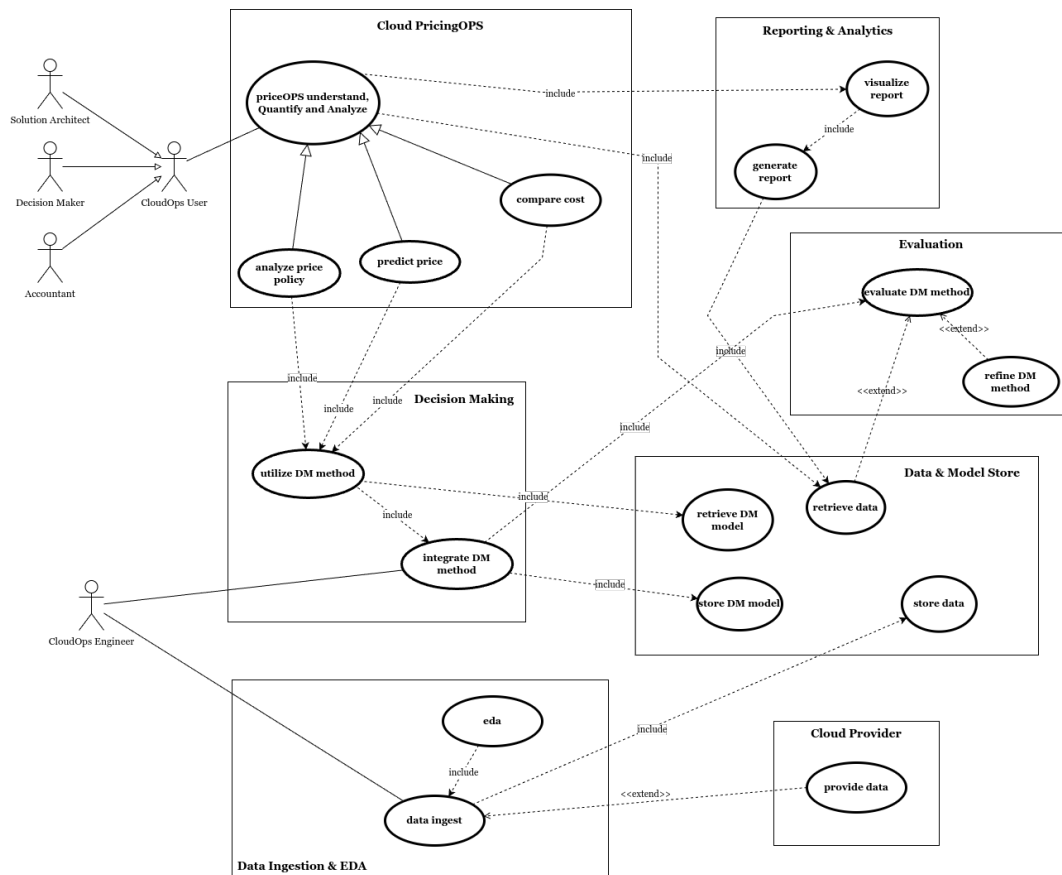 Cloud PricingOPS
Reporting & Analytics
priceOPS understand,
Quantify and Analyze
include
visualize
report
include
include
generate
report
Solution Architect
Decision Maker
CloudOps User
Accountant
compare cost
analyze price
policy
predict price
Evaluation
evaluate DM method
<<extend>>
refine DM
method
include
<<extend>>
include
include
include
include
Decision Making
utilize DM method
include
include
integrate DM
method
Data & Model Store
retrieve DM
model
retrieve data
include
store DM model
store data
CloudOps Engineer
eda
include
include
data ingest
Data Ingestion & EDA
Cloud Provider
provide data
<<extend>>